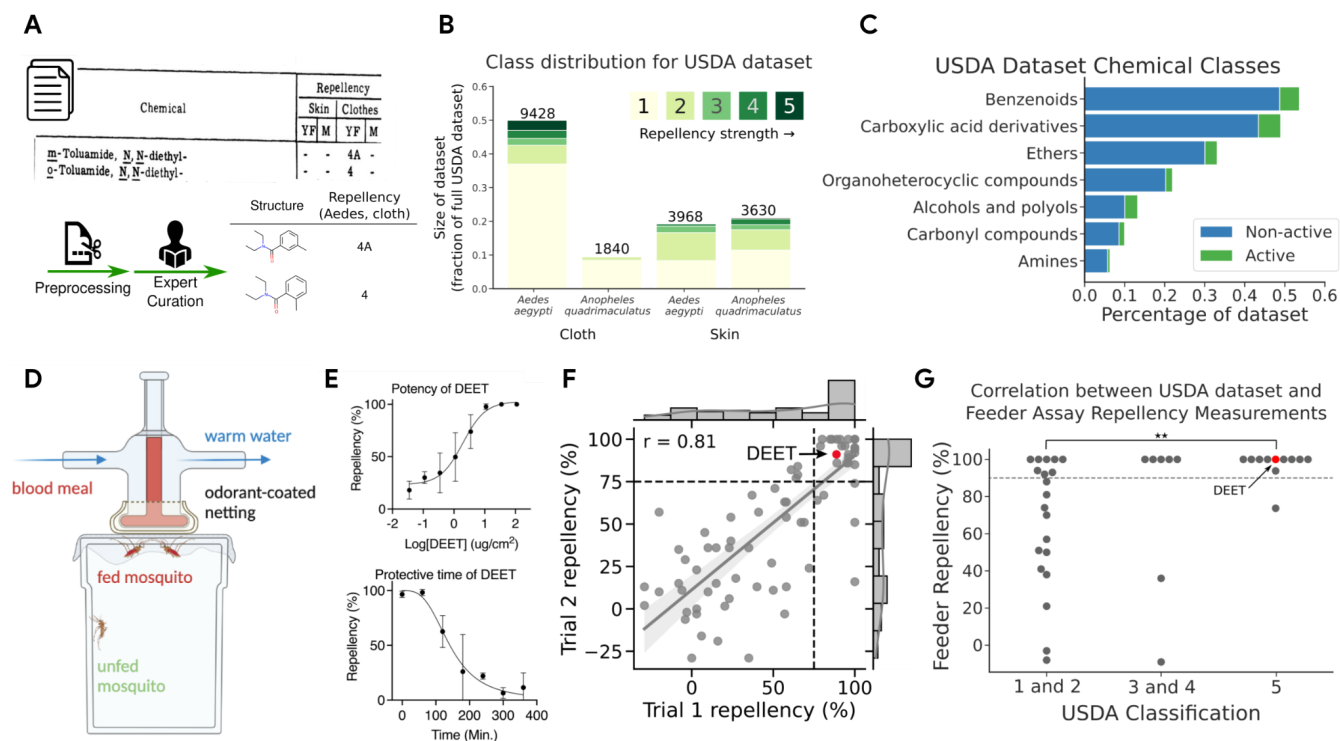 A
Repellency
Chemical
Skin Clothes
YF M YF M
m-Toluamide, N,N-diethyl- - - 4A -
o-Toluamide, N,N-diethyl- - - 4 -
Structure
Repellency
(Aedes, cloth)
4A
4
Preprocessing
Expert
Curation
B
Class distribution for USDA dataset
Size of dataset
(fraction of full USDA dataset)
0.6
0.5
0.4
0.3
0.2
0.1
0.0
9428
1840
3968
3630
1 2 3 4 5
Repellency strength →
Aedes
aegypti
Anopheles
quadrimaculatus
Aedes
aegypti
Anopheles
quadrimaculatus
Cloth
Skin
C
USDA Dataset Chemical Classes
Benzenoids
Carboxylic acid derivatives
Ethers
Organoheterocyclic compounds
Alcohols and polyols
Carbonyl compounds
Amines
Non-active
Active
0.0 0.1 0.2 0.3 0.4 0.5 0.6
Percentage of dataset
D
warm water
blood meal
odorant-coated
netting
fed mosquito
unfed
mosquito
E
Potency of DEET
Repellency (%)
100
50
0
-2 -1 0 1 2 3
Log[DEET] (ug/cm²)
Protective time of DEET
Repellency (%)
100
50
0
0 100 200 300 400
Time (Min.)
F
r = 0.81
DEET
Trial 2 repellency (%)
100
75
50
25
0
−25
0 50 100
Trial 1 repellency (%)
G
Correlation between USDA dataset and
Feeder Assay Repellency Measurements
★★
DEET
Feeder Repellency (%)
100
80
60
40
20
0
1 and 2
3 and 4
5
USDA Classification